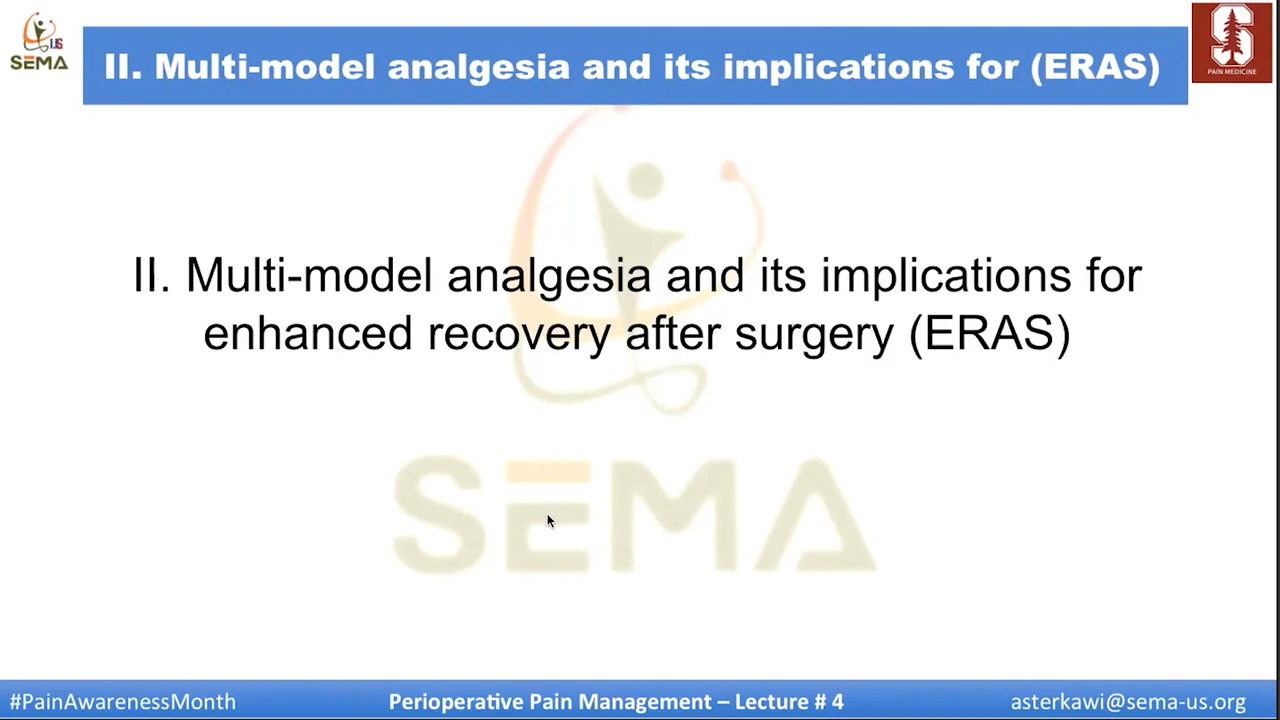 US
SEMA
II. Multi-model analgesia and its implications for (ERAS)
S
PAIN MEDICINE
II. Multi-model analgesia and its implications for
enhanced recovery after surgery (ERAS)
SEMA
#PainAwarenessMonth
Perioperative Pain Management – Lecture # 4
asterkawi@sema-us.org